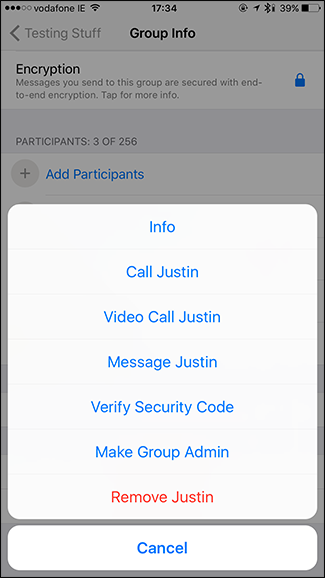 vodafone IE 17:34 39%
Testing Stuff Group Info
Encryption
Messages you send to this group are secured with end-
to-end encryption. Tap for more info.
PARTICIPANTS: 3 OF 256
Add Participants
Info
Call Justin
Video Call Justin
Message Justin
Verify Security Code
Make Group Admin
Remove Justin
Cancel